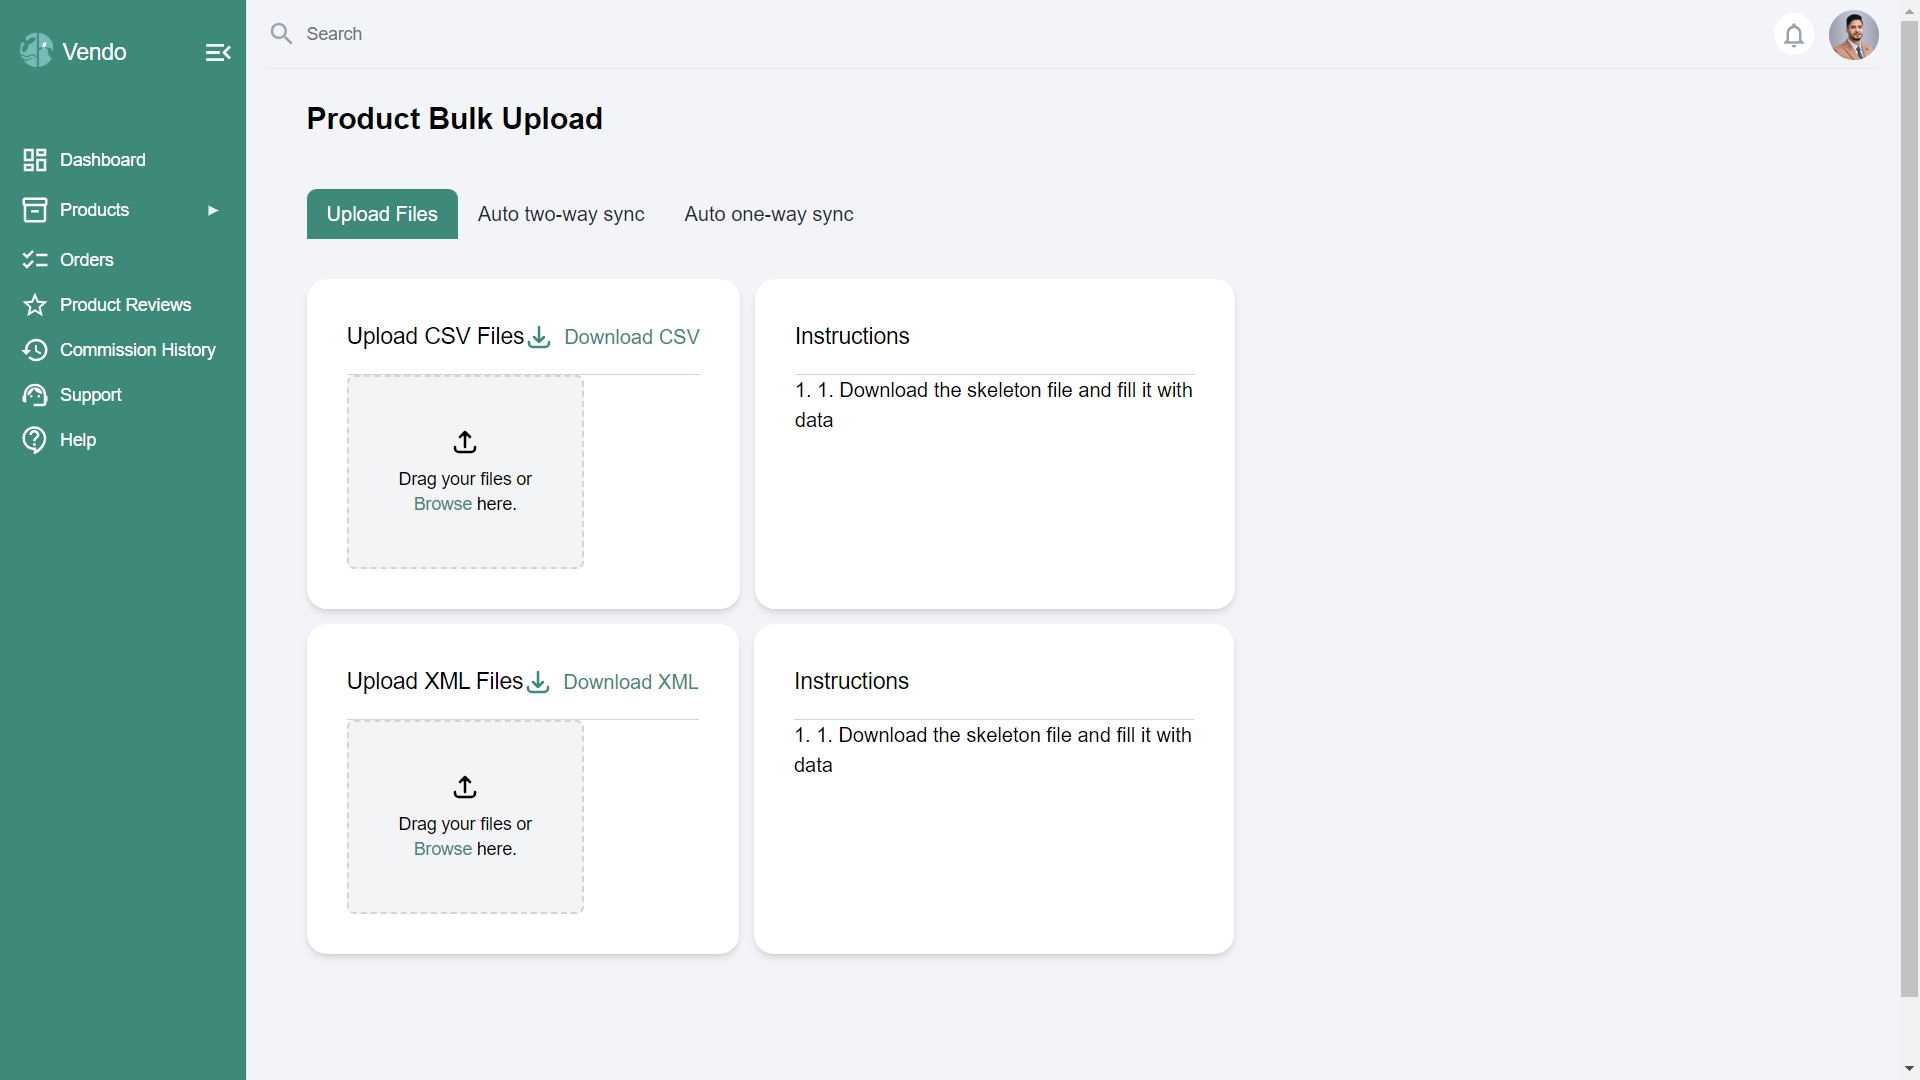 Vendo
Search
Product Bulk Upload
Dashboard
Products
Orders
Product Reviews
Commission History
Support
Help
Upload Files
Auto two-way sync
Auto one-way sync
Upload CSV Files
Download CSV
Drag your files or
Browse here.
Instructions
1. 1. Download the skeleton file and fill it with
data
Upload XML Files
Download XML
Drag your files or
Browse here.
Instructions
1. 1. Download the skeleton file and fill it with
data